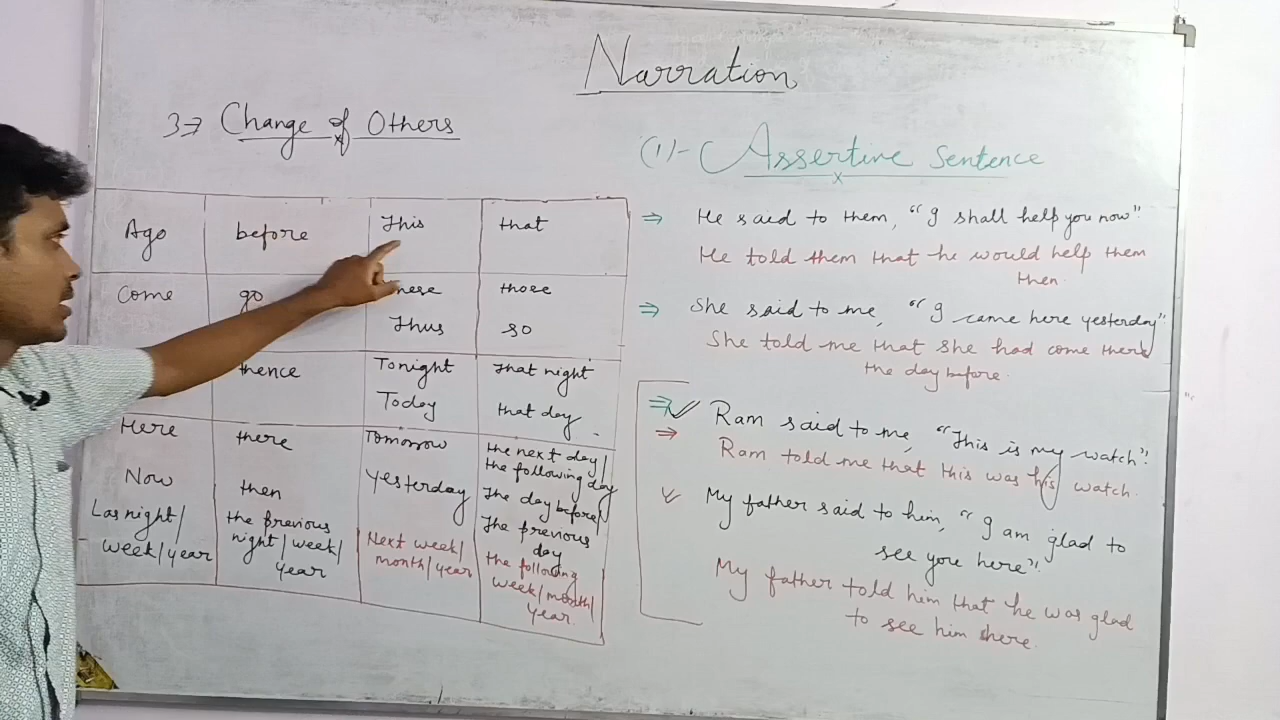 Narration
3⇒ Change of Others
Ago before This that
Come go These those
Thus so
thence Tonight that night
Today that day
Here there Tomorrow the next day/
the following day
Now then Yesterday The day before/
The previous
day
Las night/
week/year
the previous
night/week/
year
Next week/
month/year
the following
week/month/
year.
(1)- Assertive Sentence
⇒ He said to them, "I shall help you now".
He told them that he would help them
then.
⇒ She said to me, "I came here yesterday".
She told me that she had come there
the day before.
⇒ Ram said to me, "This is my watch".
⇒ Ram told me that this was his watch.
My father said to him, "I am glad to
see you here".
My father told him that he was glad
to see him here.